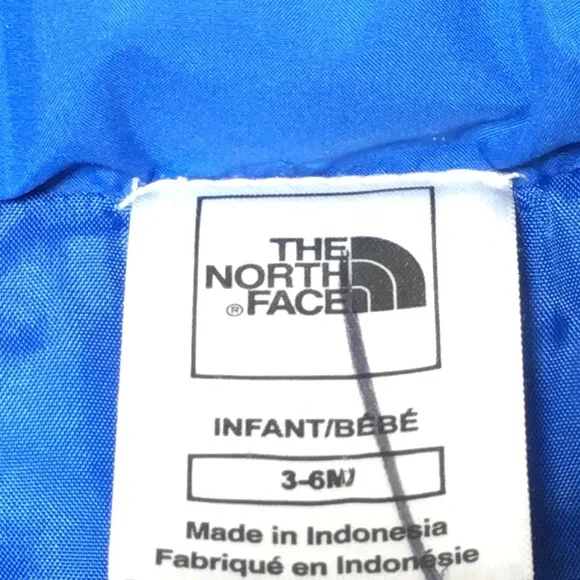 THE
NORTH
® FACE
INFANT/BÉBÉ
3-6M
Made in Indonesia
Fabriqué en Indonésie